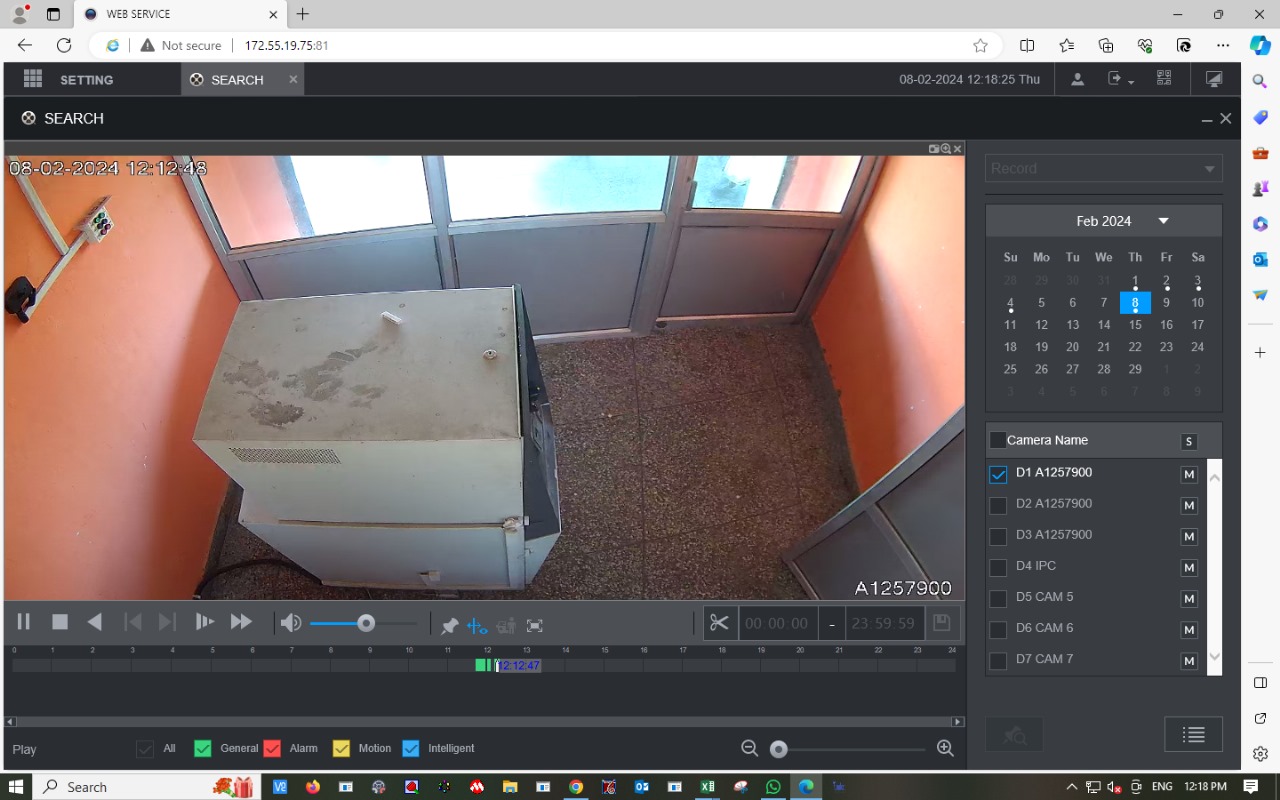 WEB SERVICE
Not secure
172.55.19.75:81
SETTING
SEARCH
08-02-2024 12:18:25 Thu
SEARCH
08-02-2024 12:12:48
A1257900
Record
Feb 2024
Su Mo Tu We Th Fr Sa
28 29 30 31 1 2 3
4 5 6 7 8 9 10
11 12 13 14 15 16 17
18 19 20 21 22 23 24
25 26 27 28 29 1 2
3 4 5 6 7 8 9
Camera Name S
D1 A1257900 M
D2 A1257900 M
D3 A1257900 M
D4 IPC M
D5 CAM 5 M
D6 CAM 6 M
D7 CAM 7 M
00:00:00 - 23:59:59
0 1 2 3 4 5 6 7 8 9 10 11 12 13 14 15 16 17 18 19 20 21 22 23 24
12:12:47
Play
All
General
Alarm
Motion
Intelligent
Search
ENG
12:18 PM